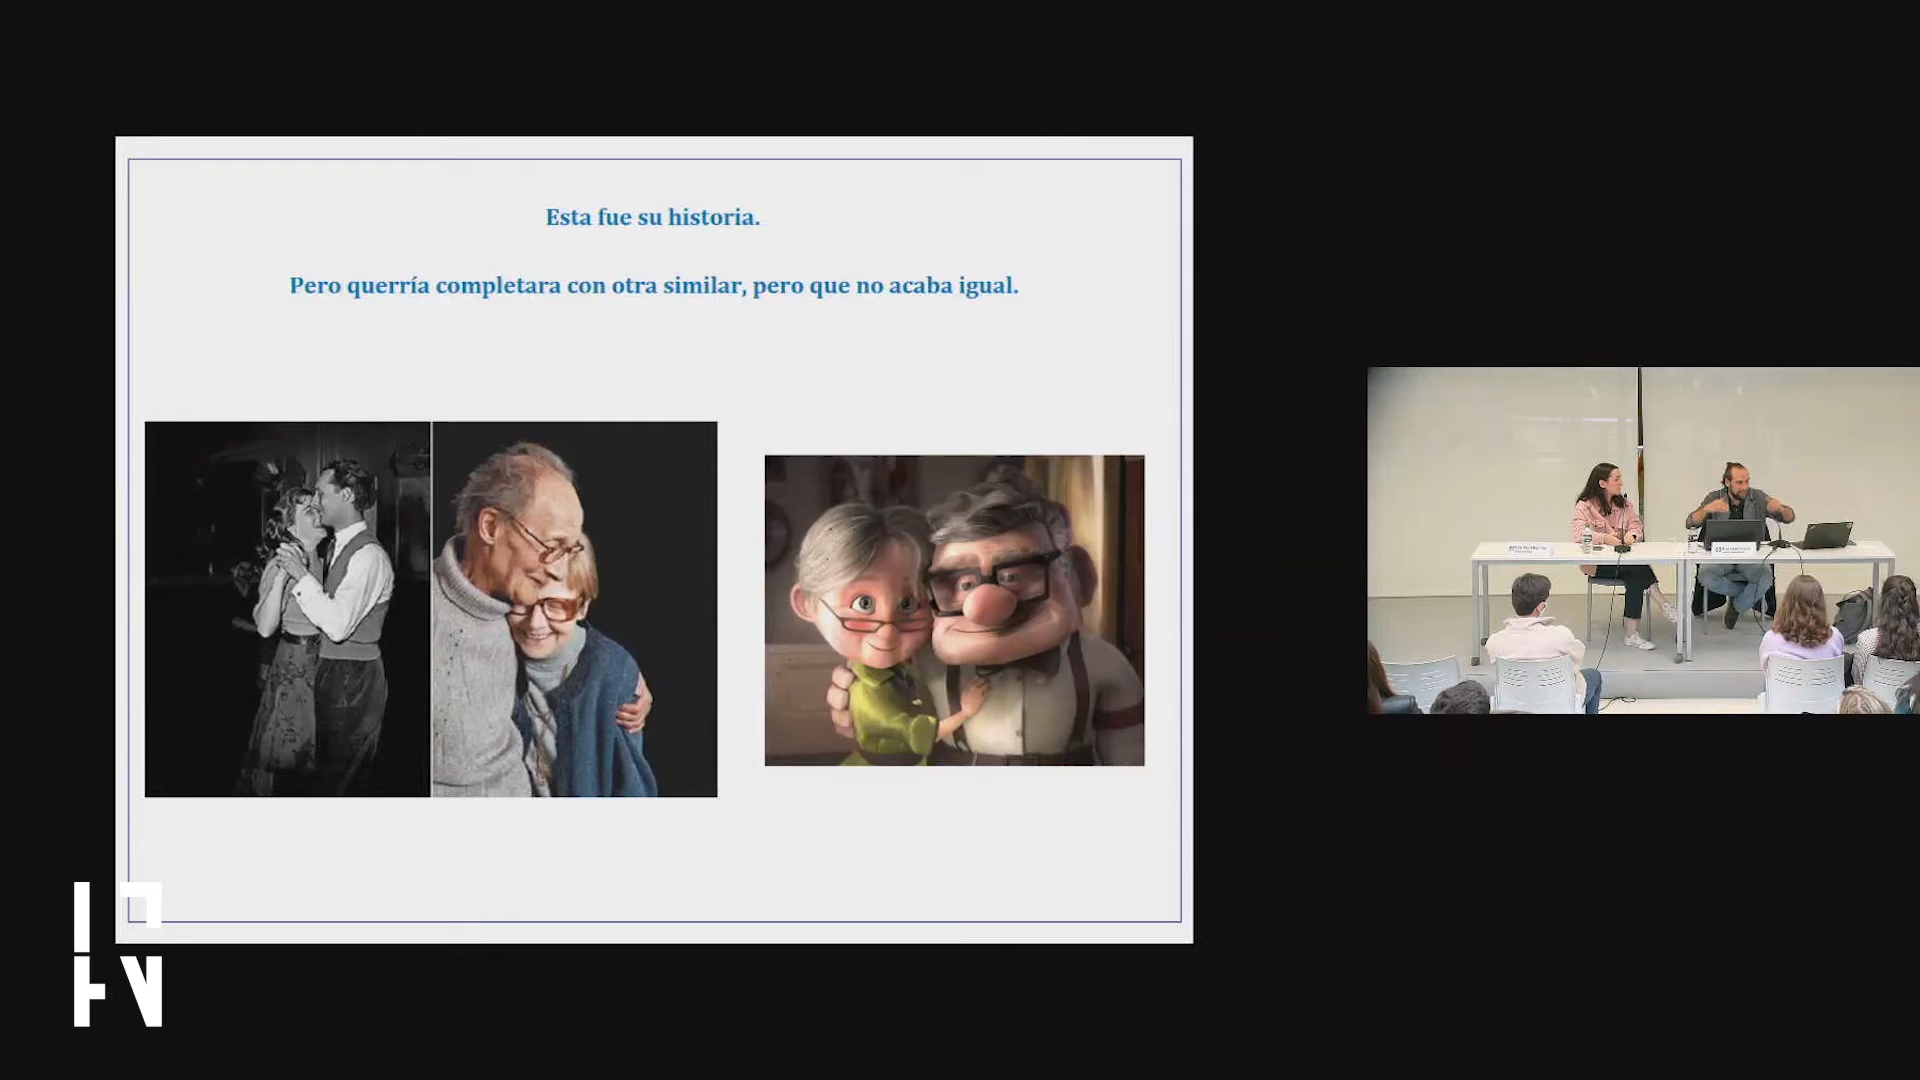 Esta fue su historia.
Pero querría completara con otra similar, pero que no acaba igual.